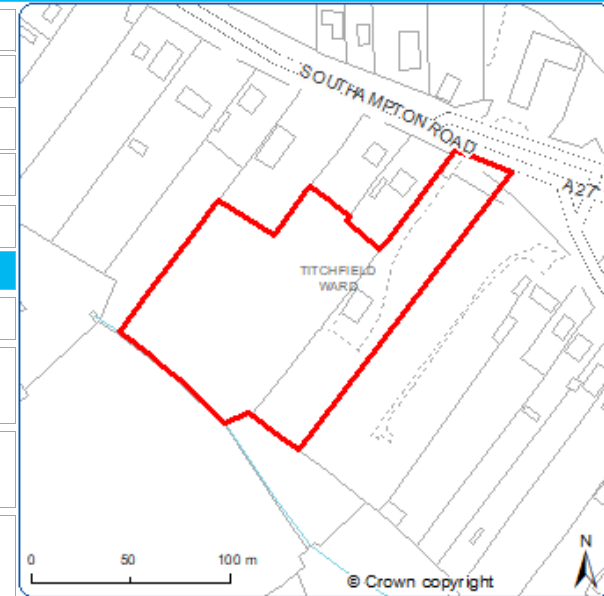 SOUTHAMPTON ROAD
A27
TITCHFIELD
WARD
0 50 100 m
N
© Crown copyright